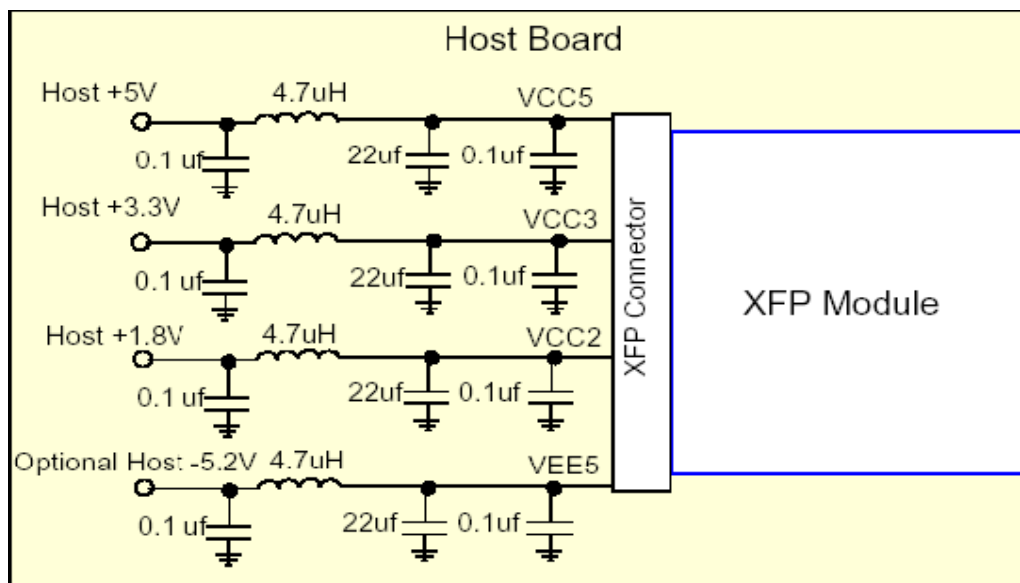 Host Board
Host +5V
4.7uH
VCC5
0.1 uf
22uf
0.1uf
Host +3.3V
4.7uH
VCC3
0.1 uf
22uf
0.1uf
Host +1.8V
4.7uH
VCC2
0.1 uf
22uf
0.1uf
Optional Host -5.2V
4.7uH
VEE5
0.1 uf
22uf
0.1uf
XFP Connector
XFP Module